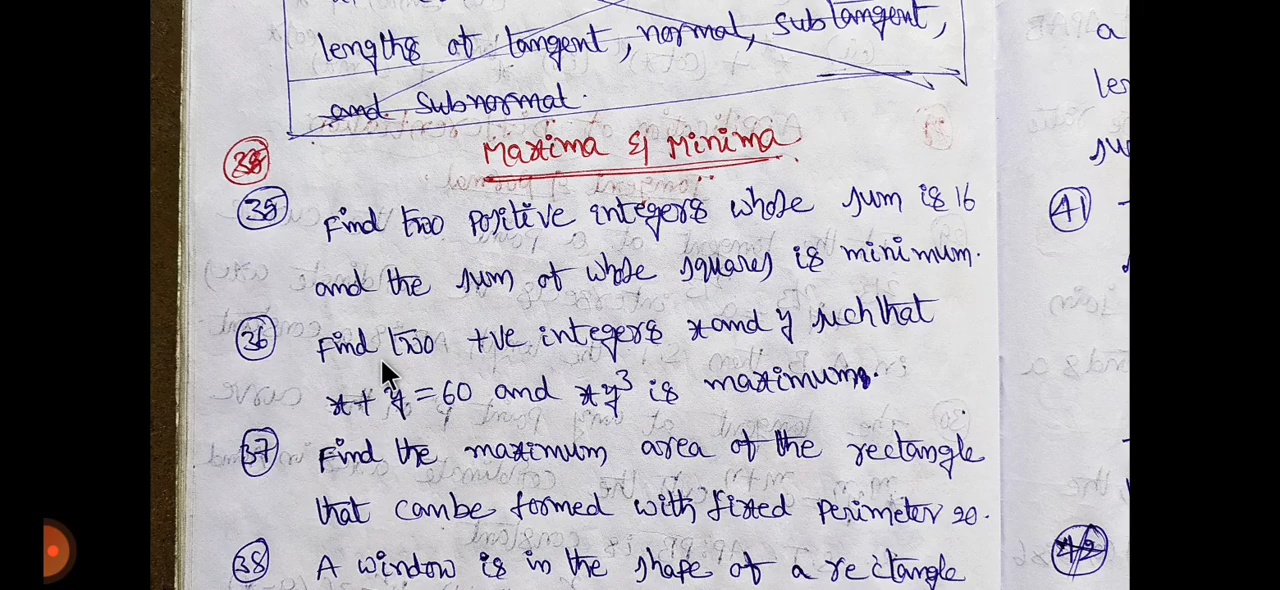 lengths of tangent, normal, subtangent,
and subnormal.
Maxima & Minima
35 Find two positive integers whose sum is 16
and the sum of whose squares is minimum.
36 Find two +ve integers x and y such that
x + y = 60 and xy³ is maximum.
37 Find the maximum area of the rectangle
that can be formed with fixed perimeter 20.
38 A window is in the shape of a rectangle
a
41